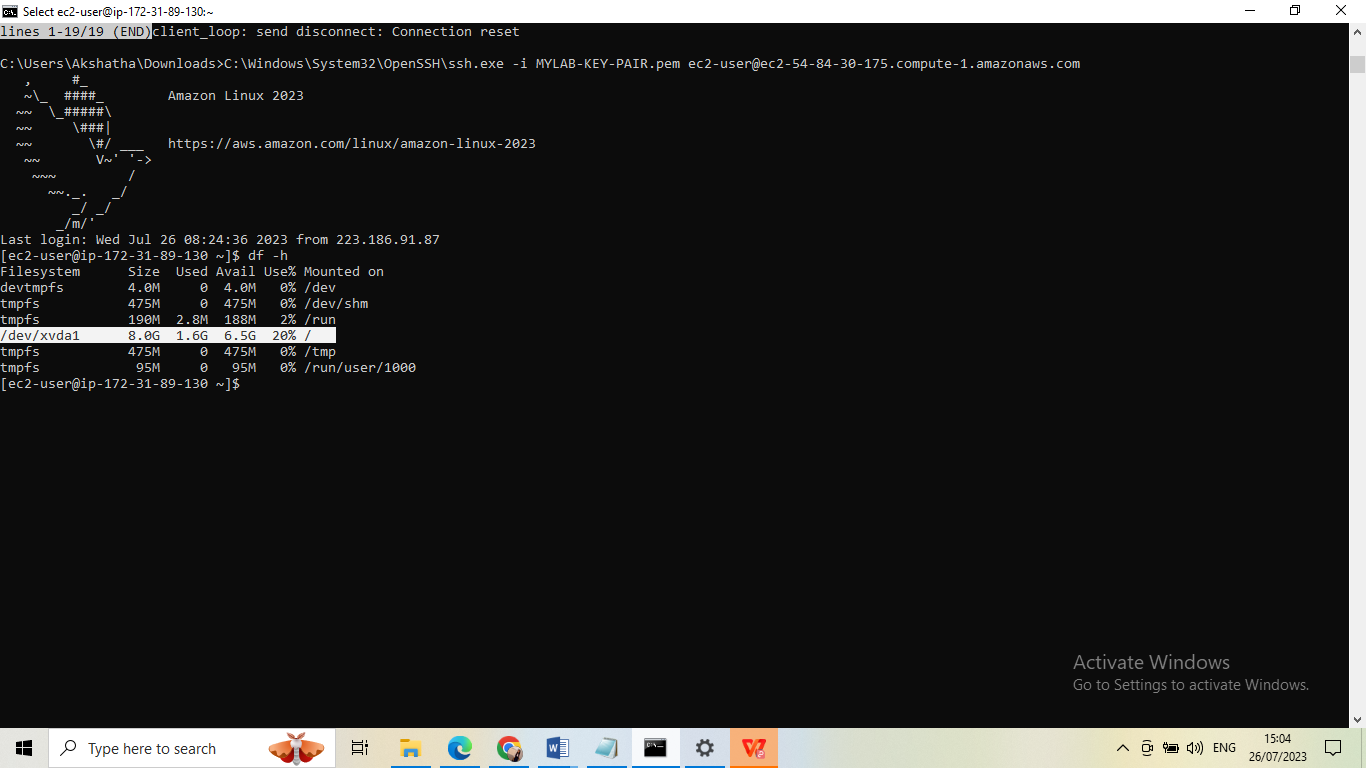 Select ec2-user@ip-172-31-89-130:~
lines 1-19/19 (END)client_loop: send disconnect: Connection reset
C:\Users\Akshatha\Downloads>C:\Windows\System32\OpenSSH\ssh.exe -i MYLAB-KEY-PAIR.pem ec2-user@ec2-54-84-30-175.compute-1.amazonaws.com
   ,     #_
   ~\_  ####_        Amazon Linux 2023
  ~~  \_#####\
  ~~     \###|
  ~~       \#/ ___   https://aws.amazon.com/linux/amazon-linux-2023
   ~~       V~' '->
    ~~~         /
      ~~._.   _/
         _/ _/
       _/m/'
Last login: Wed Jul 26 08:24:36 2023 from 223.186.91.87
[ec2-user@ip-172-31-89-130 ~]$ df -h
Filesystem      Size  Used Avail Use% Mounted on
devtmpfs        4.0M     0  4.0M   0% /dev
tmpfs           475M     0  475M   0% /dev/shm
tmpfs           190M  2.8M  188M   2% /run
/dev/xvda1      8.0G  1.6G  6.5G  20% /
tmpfs           475M     0  475M   0% /tmp
tmpfs            95M     0   95M   0% /run/user/1000
[ec2-user@ip-172-31-89-130 ~]$
Activate Windows
Go to Settings to activate Windows.
Type here to search
ENG
15:04
26/07/2023